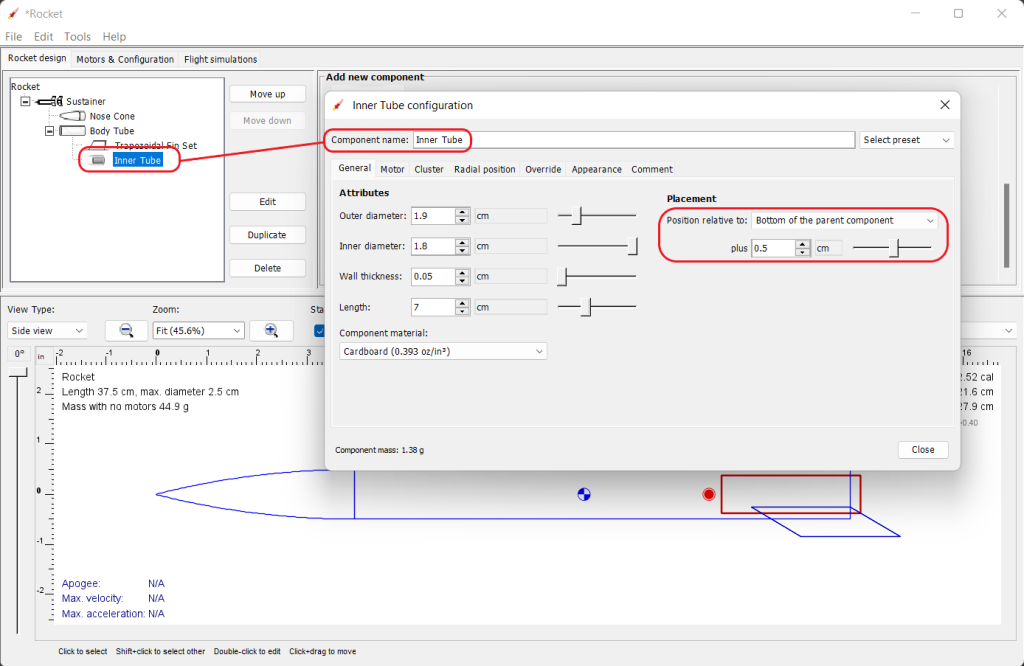 *Rocket
File Edit Tools Help
Rocket design Motors & Configuration Flight simulations
Rocket
Sustainer
Nose Cone
Body Tube
Trapezoidal Fin Set
Inner Tube
Move up
Move down
Edit
Duplicate
Delete
Add new component
Inner Tube configuration
Component name: Inner Tube
Select preset
General Motor Cluster Radial position Override Appearance Comment
Attributes
Outer diameter: 1.9 cm
Inner diameter: 1.8 cm
Wall thickness: 0.05 cm
Length: 7 cm
Component material:
Cardboard (0.393 oz/in³)
Placement
Position relative to: Bottom of the parent component
plus 0.5 cm
Component mass: 1.38 g
Close
View Type: Zoom: Sta
Side view Fit (45.6%)
0° in -2 -1 0 1 2 3 16
2
1
0
-1
-2
Rocket
Length 37.5 cm, max. diameter 2.5 cm
Mass with no motors 44.9 g
2.52 cal
21.6 cm
27.9 cm
=0.40
Apogee: N/A
Max. velocity: N/A
Max. acceleration: N/A
Click to select Shift+click to select other Double-click to edit Click+drag to move